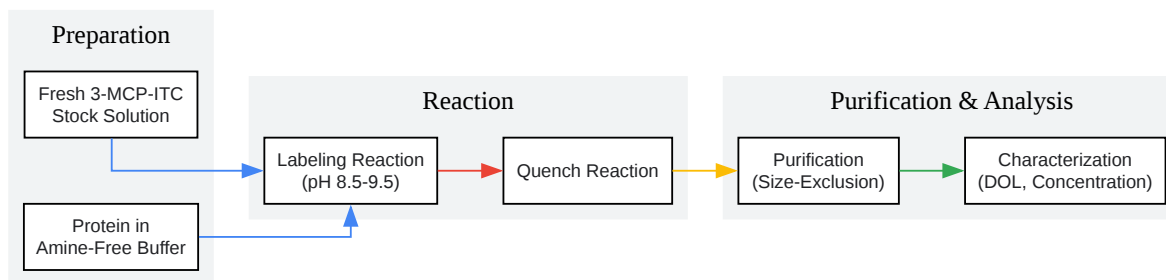 Preparation
Fresh 3-MCP-ITC
Stock Solution
Protein in
Amine-Free Buffer
Reaction
Labeling Reaction
(pH 8.5-9.5)
Quench Reaction
Purification & Analysis
Purification
(Size-Exclusion)
Characterization
(DOL, Concentration)